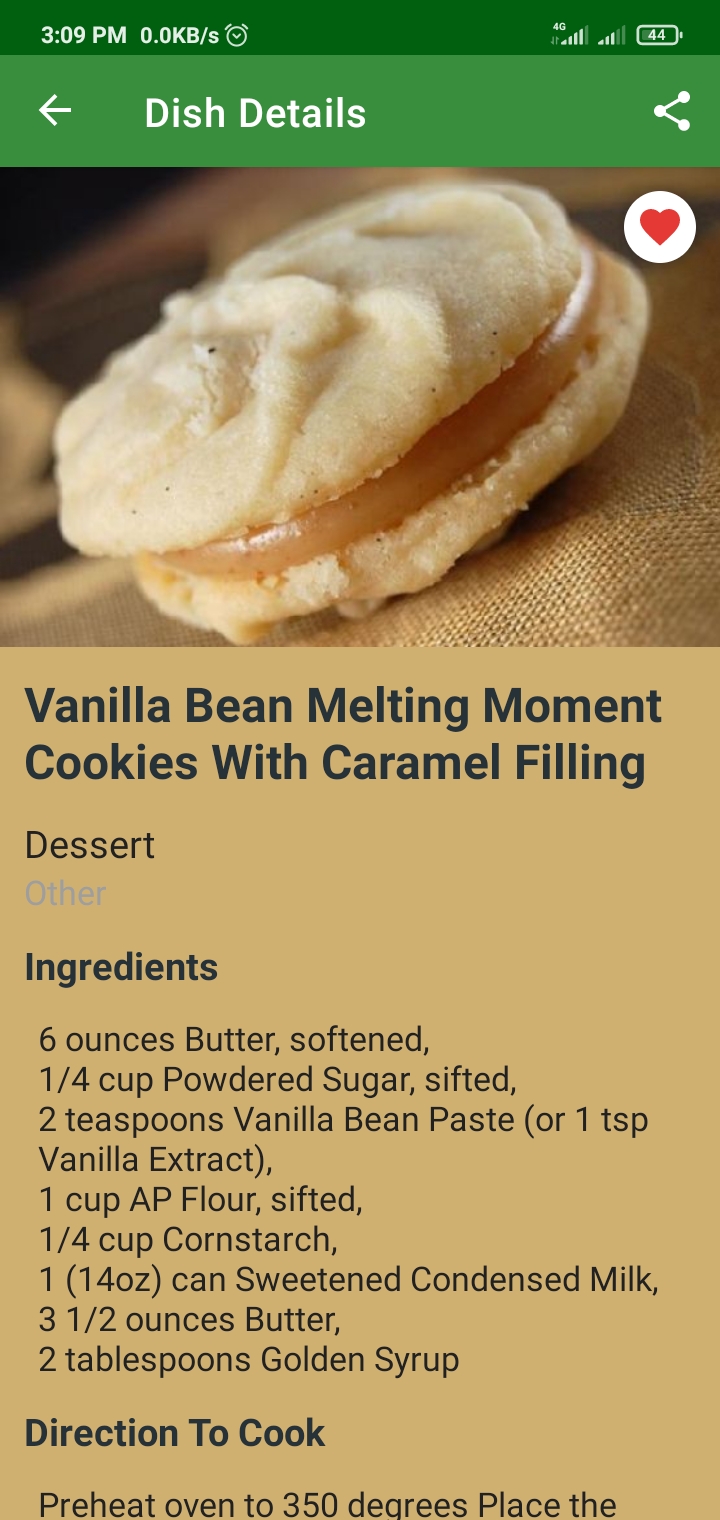 3:09 PM 0.0KB/s
4G
44
Dish Details
Vanilla Bean Melting Moment
Cookies With Caramel Filling
Dessert
Other
Ingredients
6 ounces Butter, softened,
1/4 cup Powdered Sugar, sifted,
2 teaspoons Vanilla Bean Paste (or 1 tsp
Vanilla Extract),
1 cup AP Flour, sifted,
1/4 cup Cornstarch,
1 (14oz) can Sweetened Condensed Milk,
3 1/2 ounces Butter,
2 tablespoons Golden Syrup
Direction To Cook
Preheat oven to 350 degrees Place the